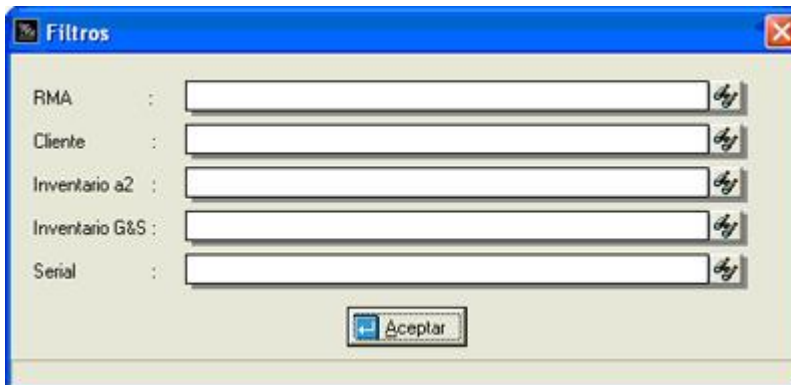 Filtros
RMA :
Cliente :
Inventario a2 :
Inventario G&S :
Serial :
Aceptar